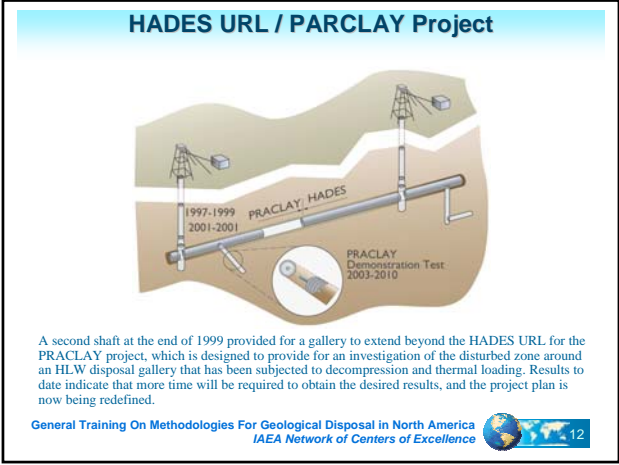 HADES URL / PARCLAY Project
PRACLAY HADES
1997-1999
2001-2001
PRACLAY
Demonstration Test
2003-2010
A second shaft at the end of 1999 provided for a gallery to extend beyond the HADES URL for the
PRACLAY project, which is designed to provide for an investigation of the disturbed zone around
an HLW disposal gallery that has been subjected to decompression and thermal loading. Results to
date indicate that more time will be required to obtain the desired results, and the project plan is
now being redefined.
General Training On Methodologies For Geological Disposal in North America
IAEA Network of Centers of Excellence
12